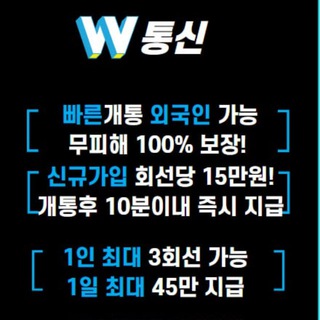 W 통신
빠른개통 외국인 가능
무피해 100% 보장!
신규가입 회선당 15만원!
개통후 10분이내 즉시 지급
1인 최대 3회선 가능
1일 최대 45만 지급